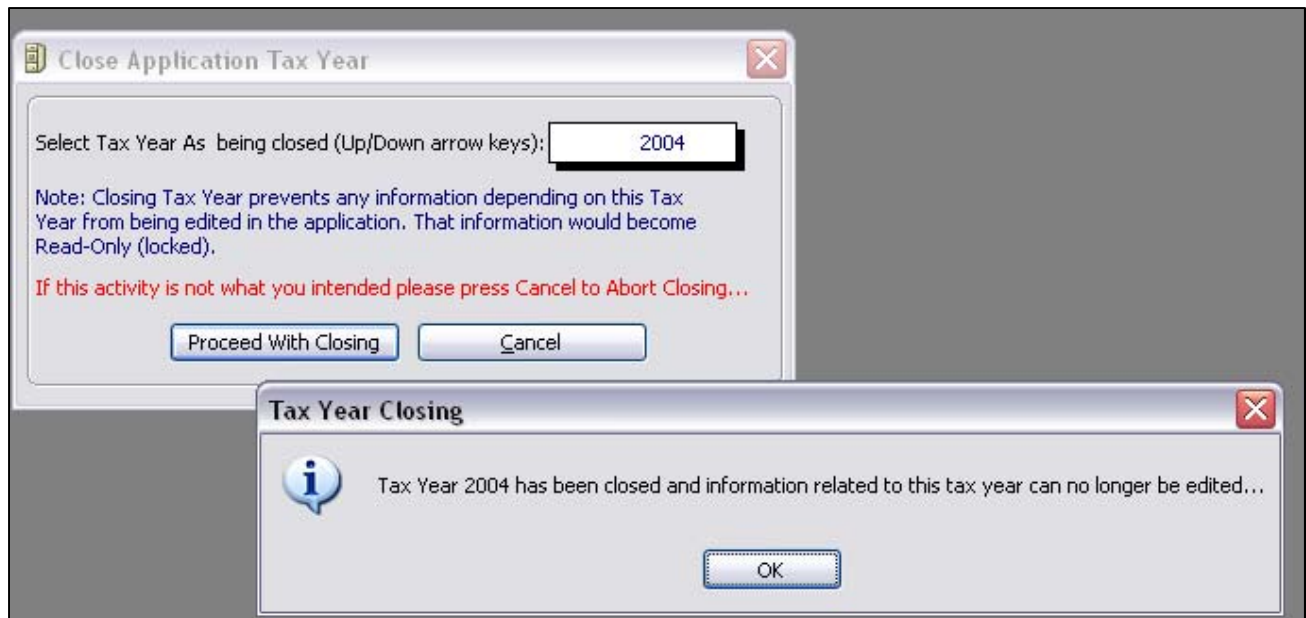 Close Application Tax Year
Select Tax Year As being closed (Up/Down arrow keys): 2004
Note: Closing Tax Year prevents any information depending on this Tax
Year from being edited in the application. That information would become
Read-Only (locked).
If this activity is not what you intended please press Cancel to Abort Closing...
Proceed With Closing Cancel
Tax Year Closing
Tax Year 2004 has been closed and information related to this tax year can no longer be edited...
OK